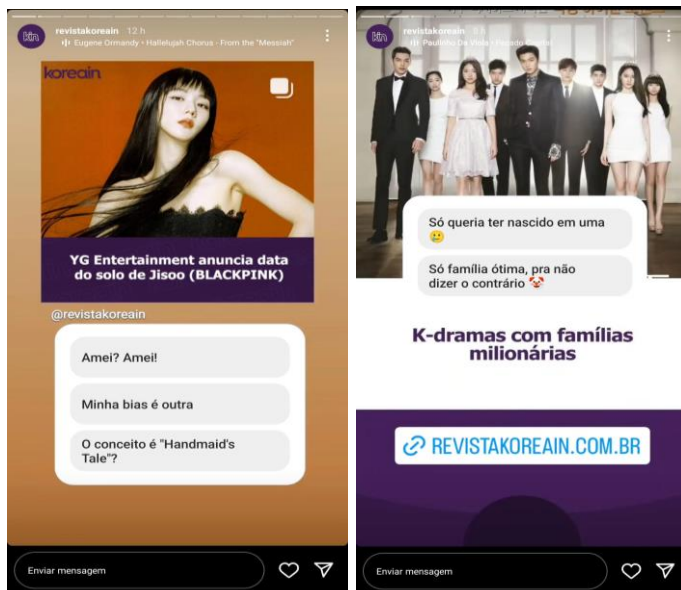 kin
revistakoreain 12 h
Eugene Ormandy • Hallelujah Chorus - From the "Messiah"
koreain
YG Entertainment anuncia data
do solo de Jisoo (BLACKPINK)
@revistakoreain
Amei? Amei!
Minha bias é outra
O conceito é "Handmaid's
Tale"?
Enviar mensagem
kin
revistakoreain
Paulinho Da Viola •
Só queria ter nascido em uma
🥲
Só família ótima, pra não
dizer o contrário 🤡
K-dramas com famílias
milionárias
REVISTAKOREAIN.COM.BR
Enviar mensagem